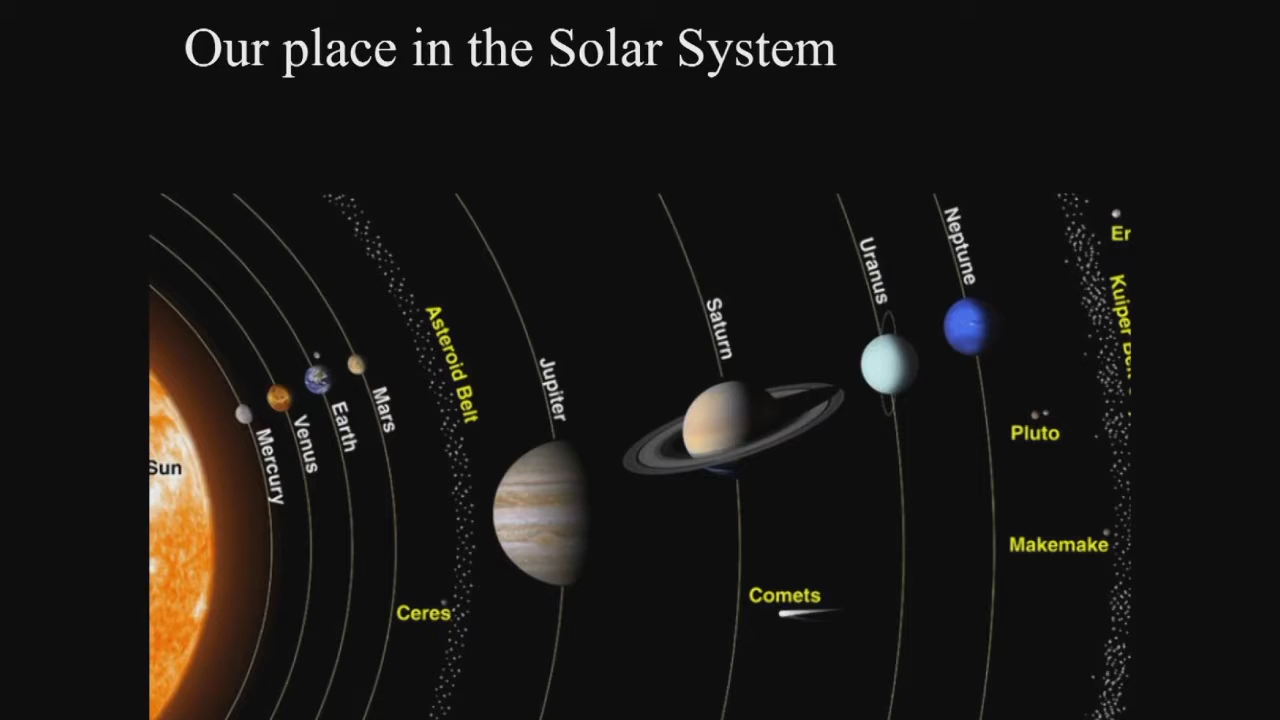 Our place in the Solar System
Sun
Mercury
Venus
Earth
Mars
Asteroid Belt
Ceres
Jupiter
Saturn
Comets
Uranus
Neptune
Pluto
Makemake
Er
Kuiper